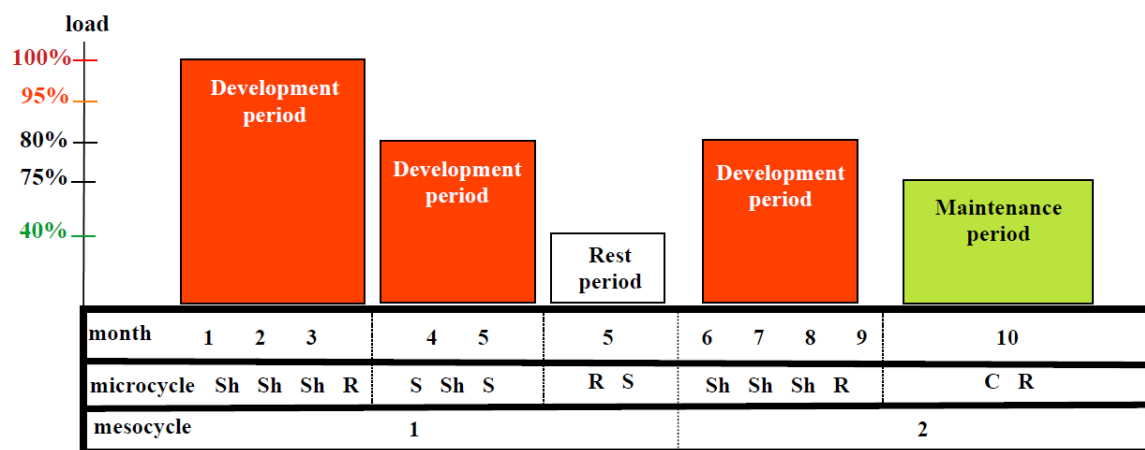 load
100%
95%
80%
75%
40%
Development
period
Development
period
Rest
period
Development
period
Maintenance
period
month 1 2 3 4 5 5 6 7 8 9 10
microcycle Sh Sh Sh R S Sh S R S Sh Sh Sh R C R
mesocycle 1 2